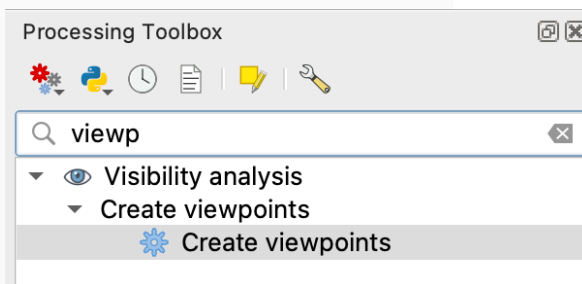 Processing Toolbox
viewp
Visibility analysis
Create viewpoints
Create viewpoints